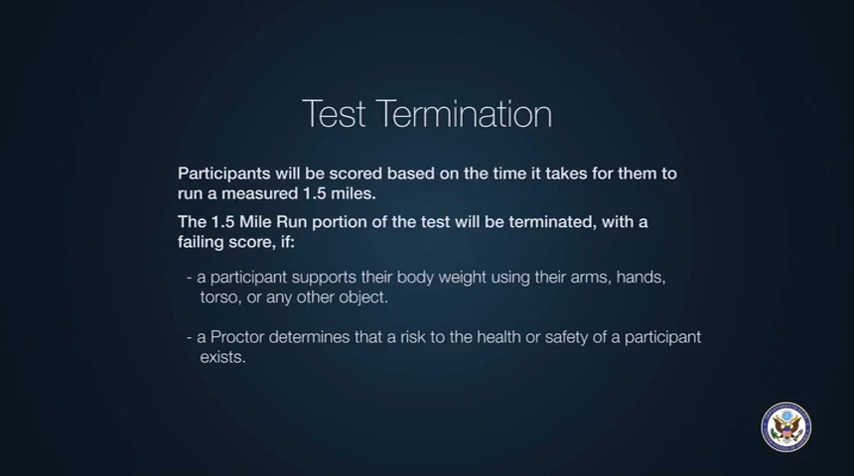 Test Termination
Participants will be scored based on the time it takes for them to
run a measured 1.5 miles.
The 1.5 Mile Run portion of the test will be terminated, with a
failing score, if:
- a participant supports their body weight using their arms, hands,
torso, or any other object.
- a Proctor determines that a risk to the health or safety of a participant
exists.